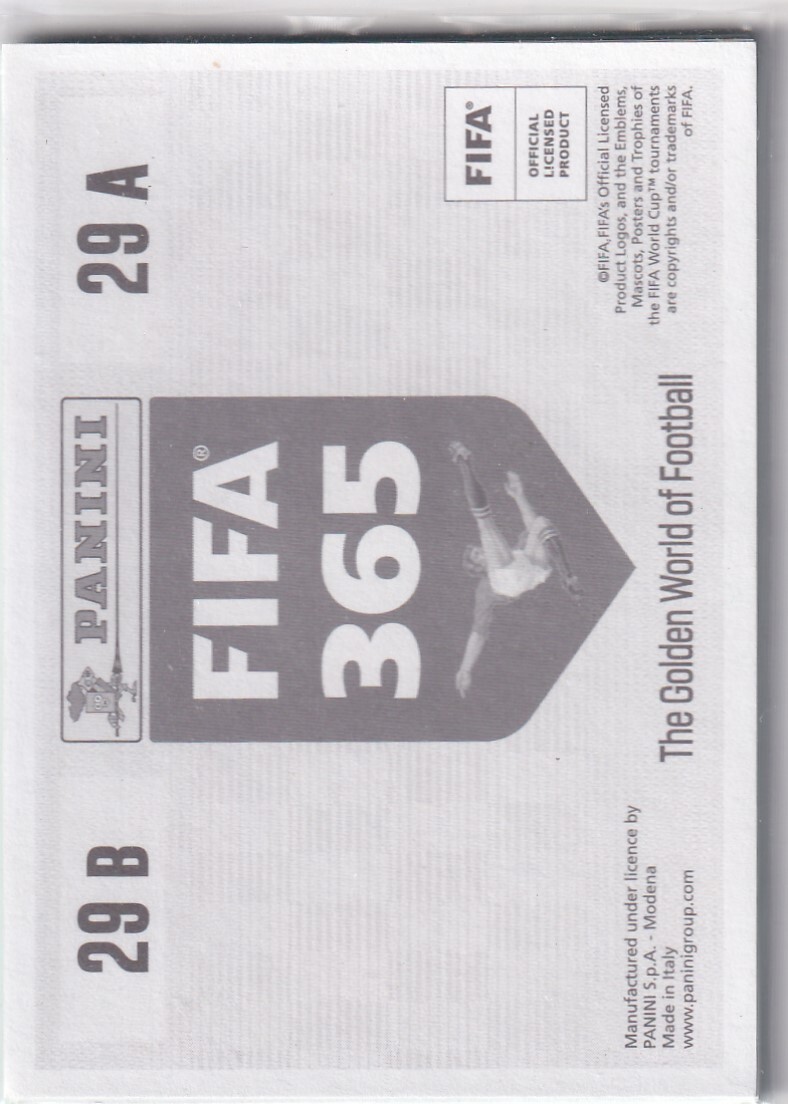 29 B
29 A
PANINI
FIFA®
365
The Golden World of Football
FIFA®
OFFICIAL
LICENSED
PRODUCT
©FIFA,FIFA's Official Licensed
Product Logos, and the Emblems,
Mascots, Posters and Trophies of
the FIFA World Cup™ tournaments
are copyrights and/or trademarks
of FIFA.
Manufactured under licence by
PANINI S.p.A. - Modena
Made in Italy
www.paninigroup.com